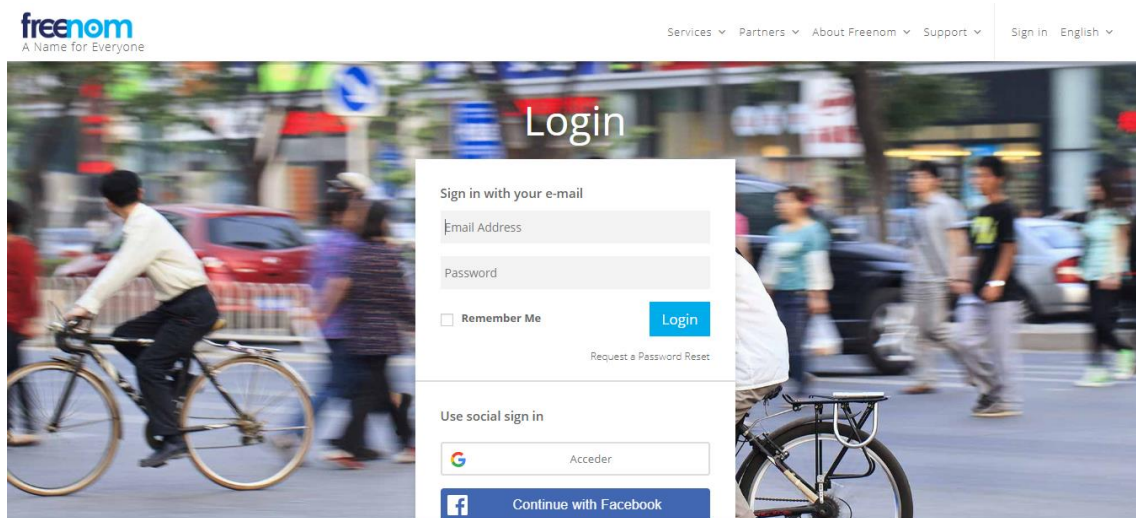 freenom
A Name for Everyone
Services Partners About Freenom Support Sign in English
Login
Sign in with your e-mail
Email Address
Password
Remember Me
Login
Request a Password Reset
Use social sign in
G
Acceder
f
Continue with Facebook